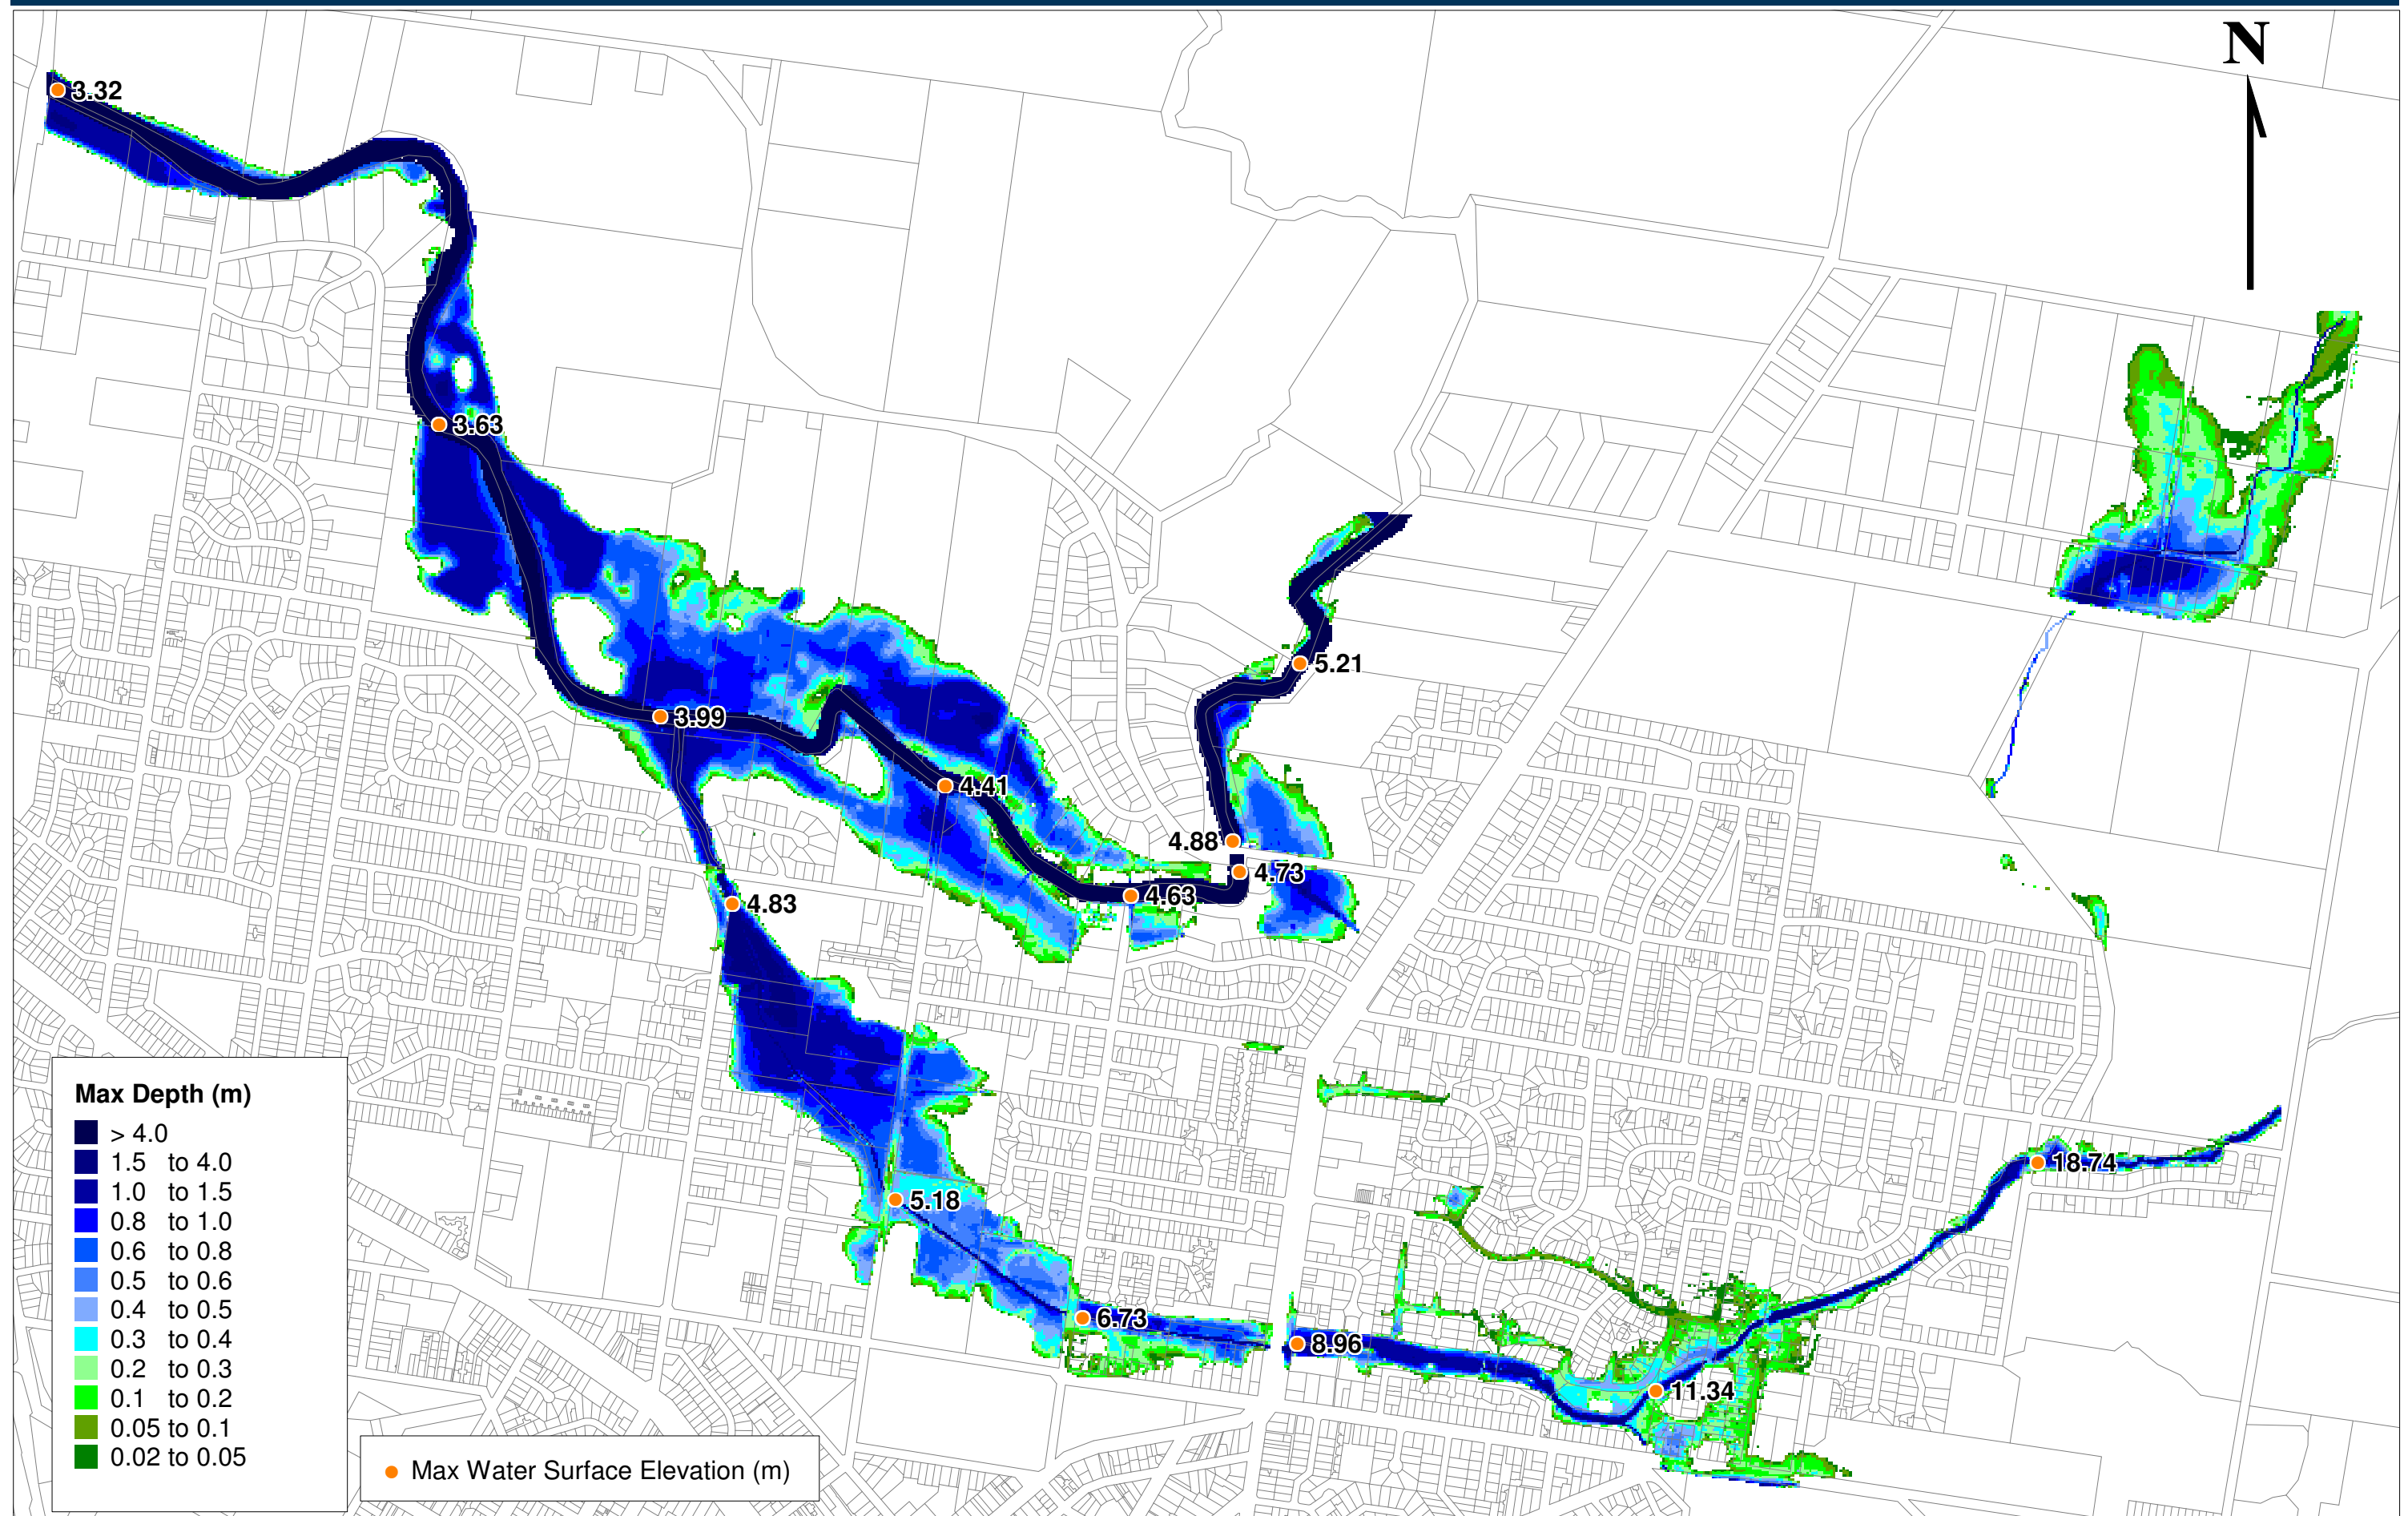 N
3.32
3.63
5.21
3.99
4.41
4.88
4.73
4.63
4.83
18.74
5.18
6.73
8.96
11.34
Max Depth (m)
> 4.0
1.5 to 4.0
1.0 to 1.5
0.8 to 1.0
0.6 to 0.8
0.5 to 0.6
0.4 to 0.5
0.3 to 0.4
0.2 to 0.3
0.1 to 0.2
0.05 to 0.1
0.02 to 0.05
Max Water Surface Elevation (m)